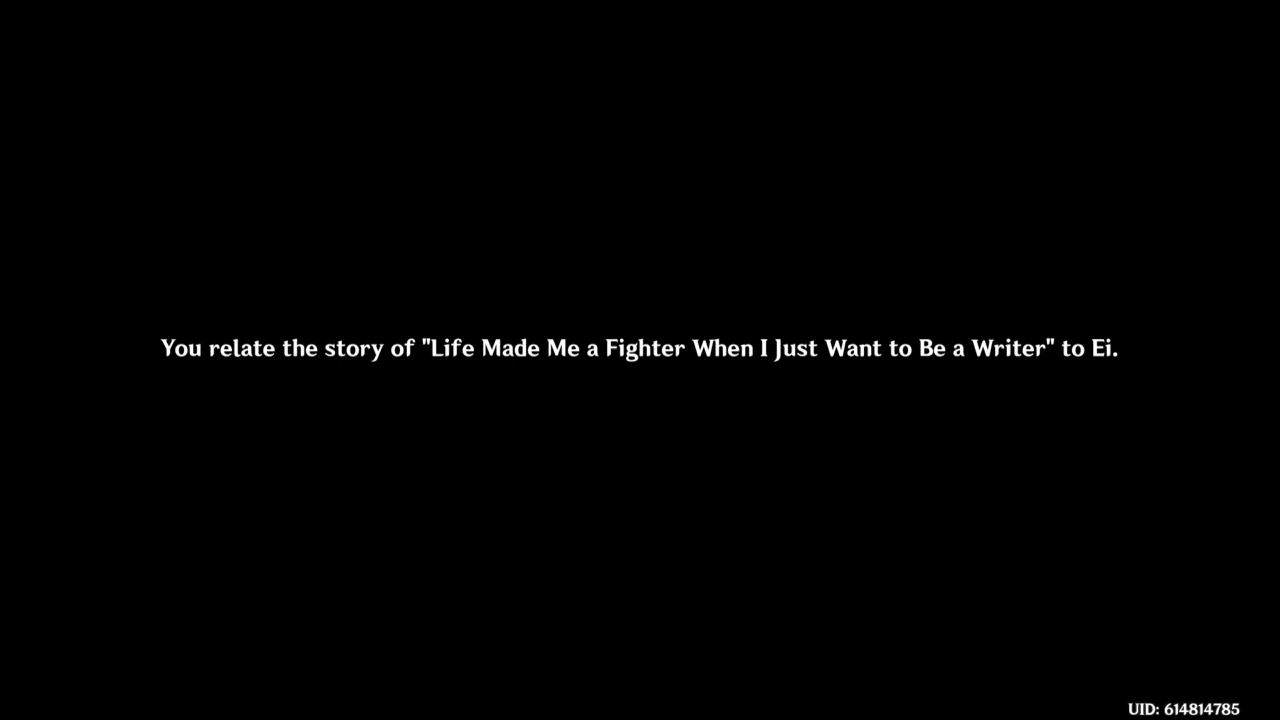 You relate the story of "Life Made Me a Fighter When I Just Want to Be a Writer" to Ei.
UID: 614814785